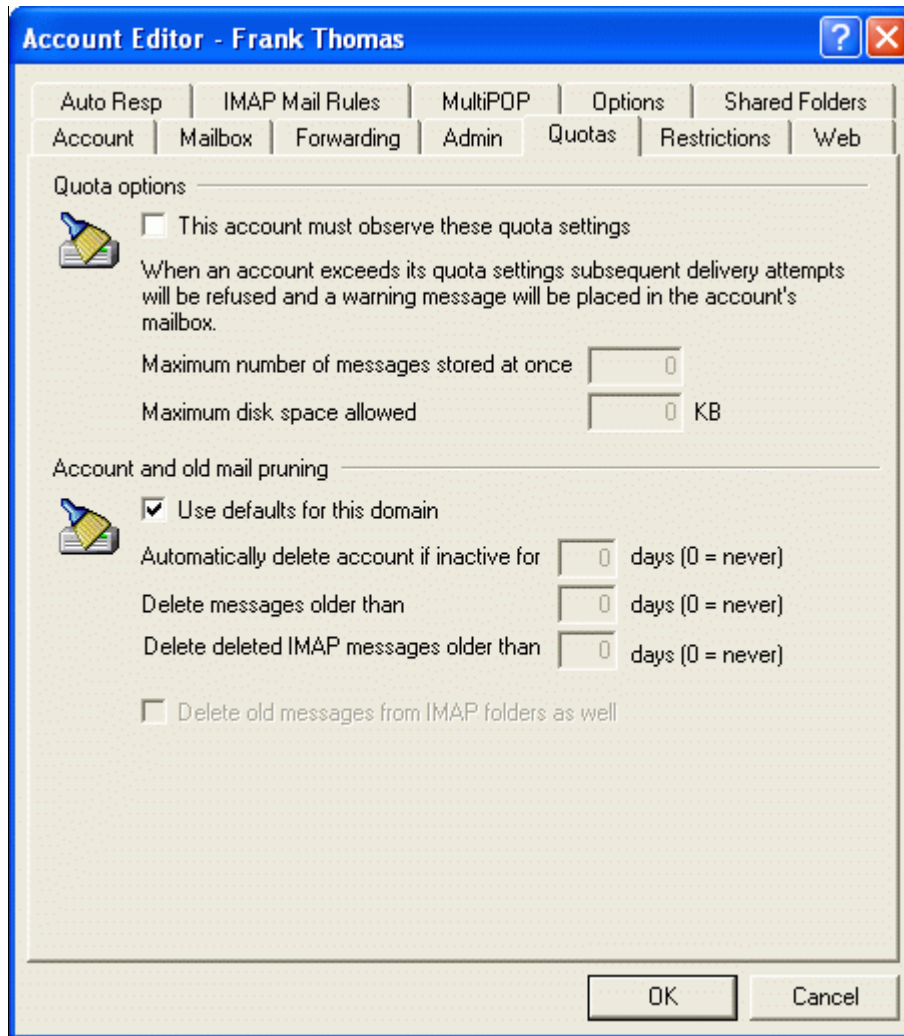 Account Editor - Frank Thomas
Auto Resp IMAP Mail Rules MultiPOP Options Shared Folders
Account Mailbox Forwarding Admin Quotas Restrictions Web
Quota options
This account must observe these quota settings
When an account exceeds its quota settings subsequent delivery attempts
will be refused and a warning message will be placed in the account's
mailbox.
Maximum number of messages stored at once 0
Maximum disk space allowed 0 KB
Account and old mail pruning
Use defaults for this domain
Automatically delete account if inactive for 0 days (0 = never)
Delete messages older than 0 days (0 = never)
Delete deleted IMAP messages older than 0 days (0 = never)
Delete old messages from IMAP folders as well
OK Cancel